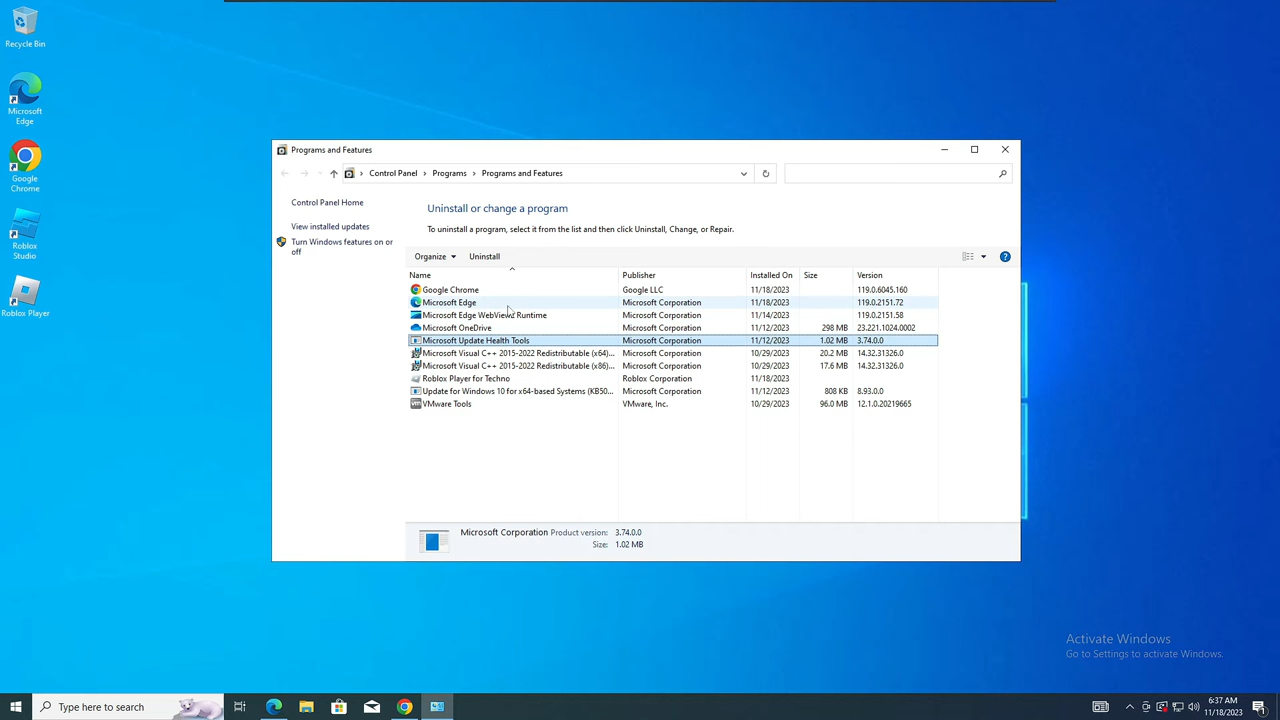 Recycle Bin
Microsoft
Edge
Google
Chrome
Roblox
Studio
Roblox Player
Programs and Features
Control Panel
Programs
Programs and Features
Control Panel Home
View installed updates
Turn Windows features on or
off
Uninstall or change a program
To uninstall a program, select it from the list and then click Uninstall, Change, or Repair.
Organize Uninstall
Name Publisher Installed On Size Version
Google Chrome Google LLC 11/18/2023 119.0.6045.160
Microsoft Edge Microsoft Corporation 11/18/2023 119.0.2151.72
Microsoft Edge WebView2 Runtime Microsoft Corporation 11/14/2023 119.0.2151.58
Microsoft OneDrive Microsoft Corporation 11/12/2023 298 MB 23.221.1024.0002
Microsoft Update Health Tools Microsoft Corporation 11/12/2023 1.02 MB 3.74.0.0
Microsoft Visual C++ 2015-2022 Redistributable (x64)... Microsoft Corporation 10/29/2023 20.2 MB 14.32.31326.0
Microsoft Visual C++ 2015-2022 Redistributable (x86)... Microsoft Corporation 10/29/2023 17.6 MB 14.32.31326.0
Roblox Player for Techno Roblox Corporation 11/18/2023
Update for Windows 10 for x64-based Systems (KB50... Microsoft Corporation 11/12/2023 808 KB 8.93.0.0
vm VMware Tools VMware, Inc. 10/29/2023 96.0 MB 12.1.0.20219665
Microsoft Corporation Product version: 3.74.0.0
Size: 1.02 MB
Activate Windows
Go to Settings to activate Windows.
Type here to search
6:37 AM
11/18/2023